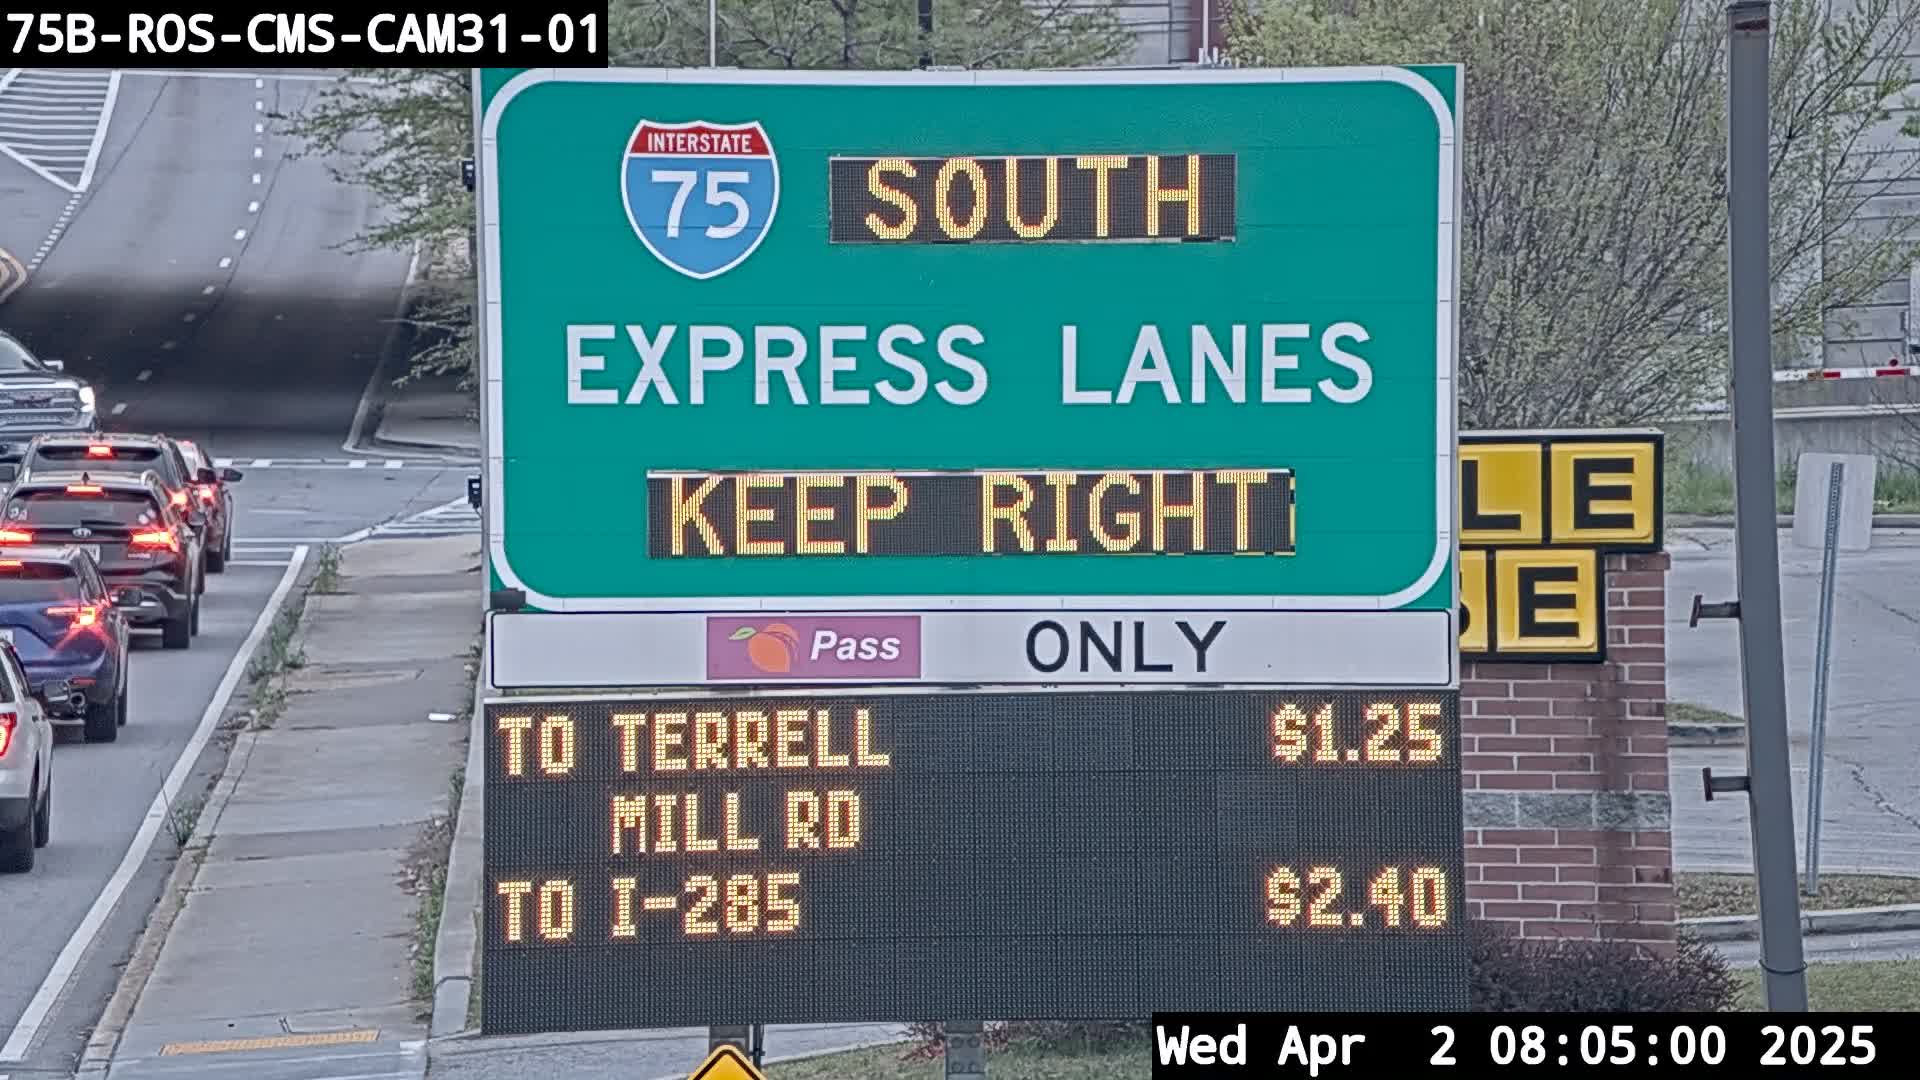 75B-ROS-CMS-CAM31-01
INTERSTATE
75
SOUTH
EXPRESS LANES
KEEP RIGHT
Pass ONLY
TO TERRELL $1.25
MILL RD
TO I-285 $2.40
LE
E
Wed Apr 2 08:05:00 2025